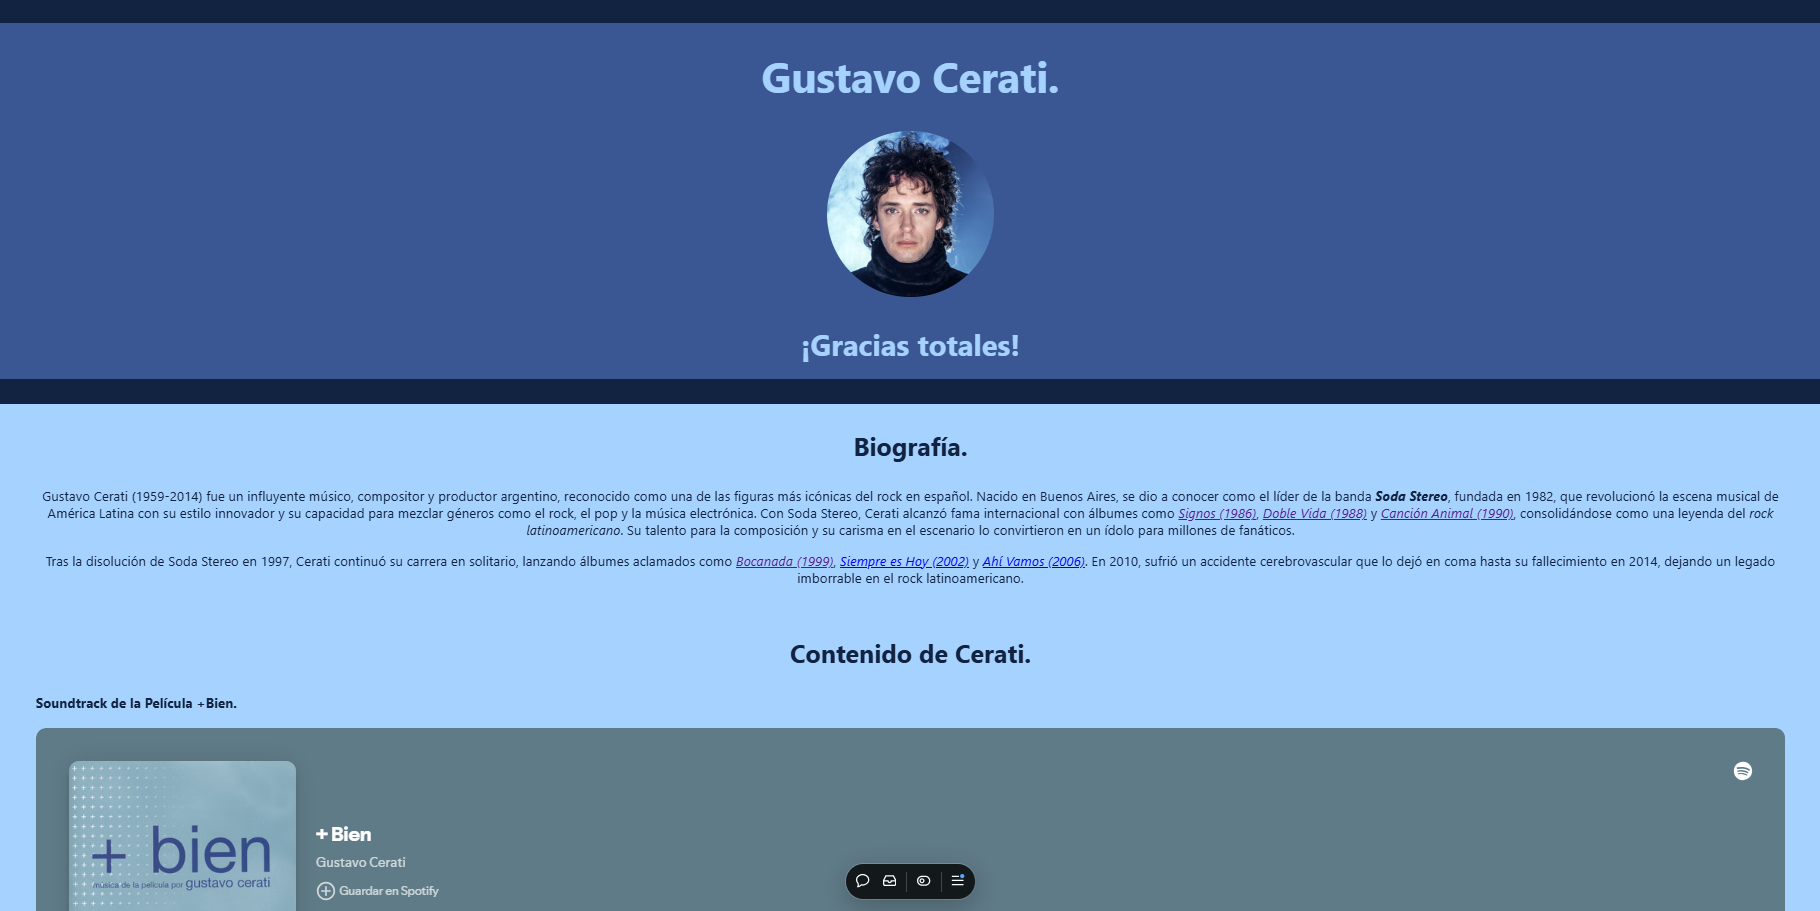 Gustavo Cerati.
¡Gracias totales!
Biografía.
Gustavo Cerati (1959-2014) fue un influyente músico, compositor y productor argentino, reconocido como una de las figuras más icónicas del rock en español. Nacido en Buenos Aires, se dio a conocer como el líder de la banda Soda Stereo, fundada en 1982, que revolucionó la escena musical de
América Latina con su estilo innovador y su capacidad para mezclar géneros como el rock, el pop y la música electrónica. Con Soda Stereo, Cerati alcanzó fama internacional con álbumes como Signos (1986), Doble Vida (1988) y Canción Animal (1990), consolidándose como una leyenda del rock
latinoamericano. Su talento para la composición y su carisma en el escenario lo convirtieron en un ídolo para millones de fanáticos.
Tras la disolución de Soda Stereo en 1997, Cerati continuó su carrera en solitario, lanzando álbumes aclamados como Bocanada (1999), Siempre es Hoy (2002) y Ahí Vamos (2006). En 2010, sufrió un accidente cerebrovascular que lo dejó en coma hasta su fallecimiento en 2014, dejando un legado
imborrable en el rock latinoamericano.
Contenido de Cerati.
Soundtrack de la Película +Bien.
+ bien
música de la película por gustavo cerati
+ Bien
Gustavo Cerati
Guardar en Spotify